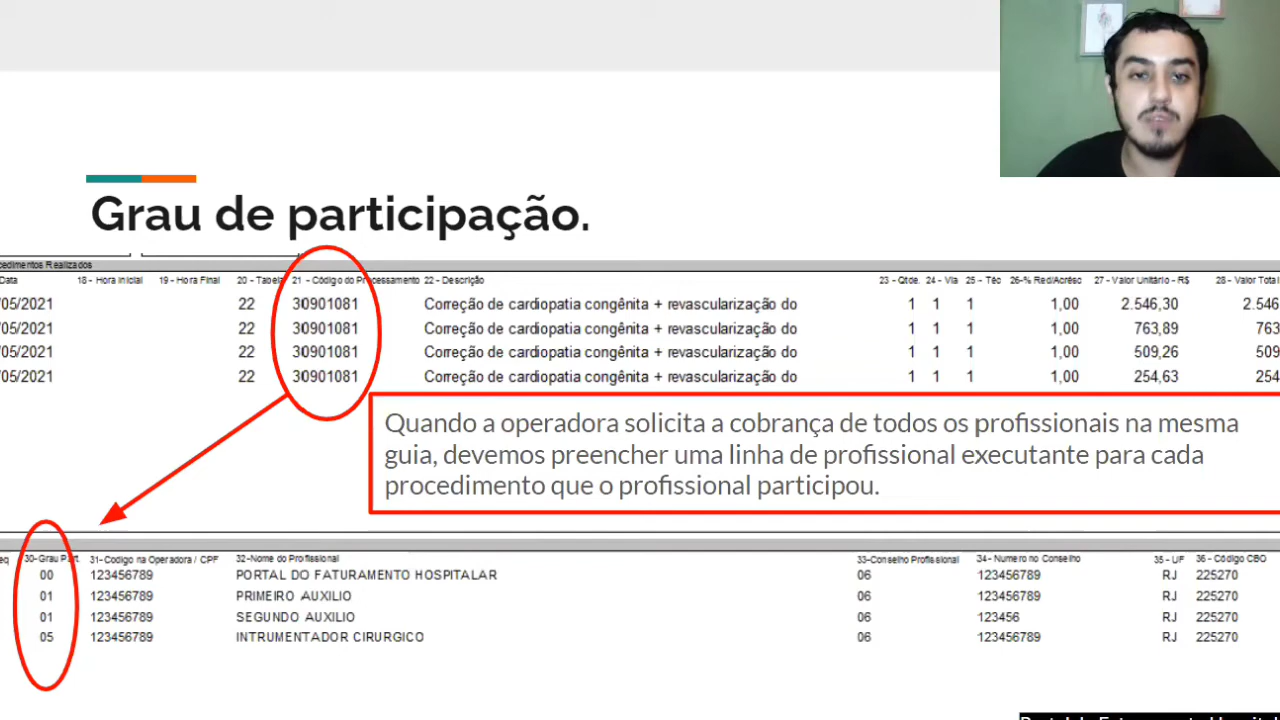 Grau de participação.
cedimentos Realizados
Data 18 - Hora Inicial 19 - Hora Final 20 - Tabela 21 - Código do Processamento 22 - Descrição 23 - Qtde. 24 - Via 25 - Téc 26-% Red/Acrésc 27 - Valor Unitário - R$ 28 - Valor Total
/05/2021 22 30901081 Correção de cardiopatia congênita + revascularização do 1 1 1 1,00 2.546,30 2.546
/05/2021 22 30901081 Correção de cardiopatia congênita + revascularização do 1 1 1 1,00 763,89 763
/05/2021 22 30901081 Correção de cardiopatia congênita + revascularização do 1 1 1 1,00 509,26 509
/05/2021 22 30901081 Correção de cardiopatia congênita + revascularização do 1 1 1 1,00 254,63 254
Quando a operadora solicita a cobrança de todos os profissionais na mesma
guia, devemos preencher uma linha de profissional executante para cada
procedimento que o profissional participou.
eq 30-Grau Part. 31-Codigo na Operadora / CPF 32-Nome do Profissional 33-Conselho Profissional 34- Numero no Conselho 35 - UF 36 - Código CBO
00 123456789 PORTAL DO FATURAMENTO HOSPITALAR 06 123456789 RJ 225270
01 123456789 PRIMEIRO AUXILIO 06 123456789 RJ 225270
01 123456789 SEGUNDO AUXILIO 06 123456 RJ 225270
05 123456789 INTRUMENTADOR CIRURGICO 06 123456789 RJ 225270